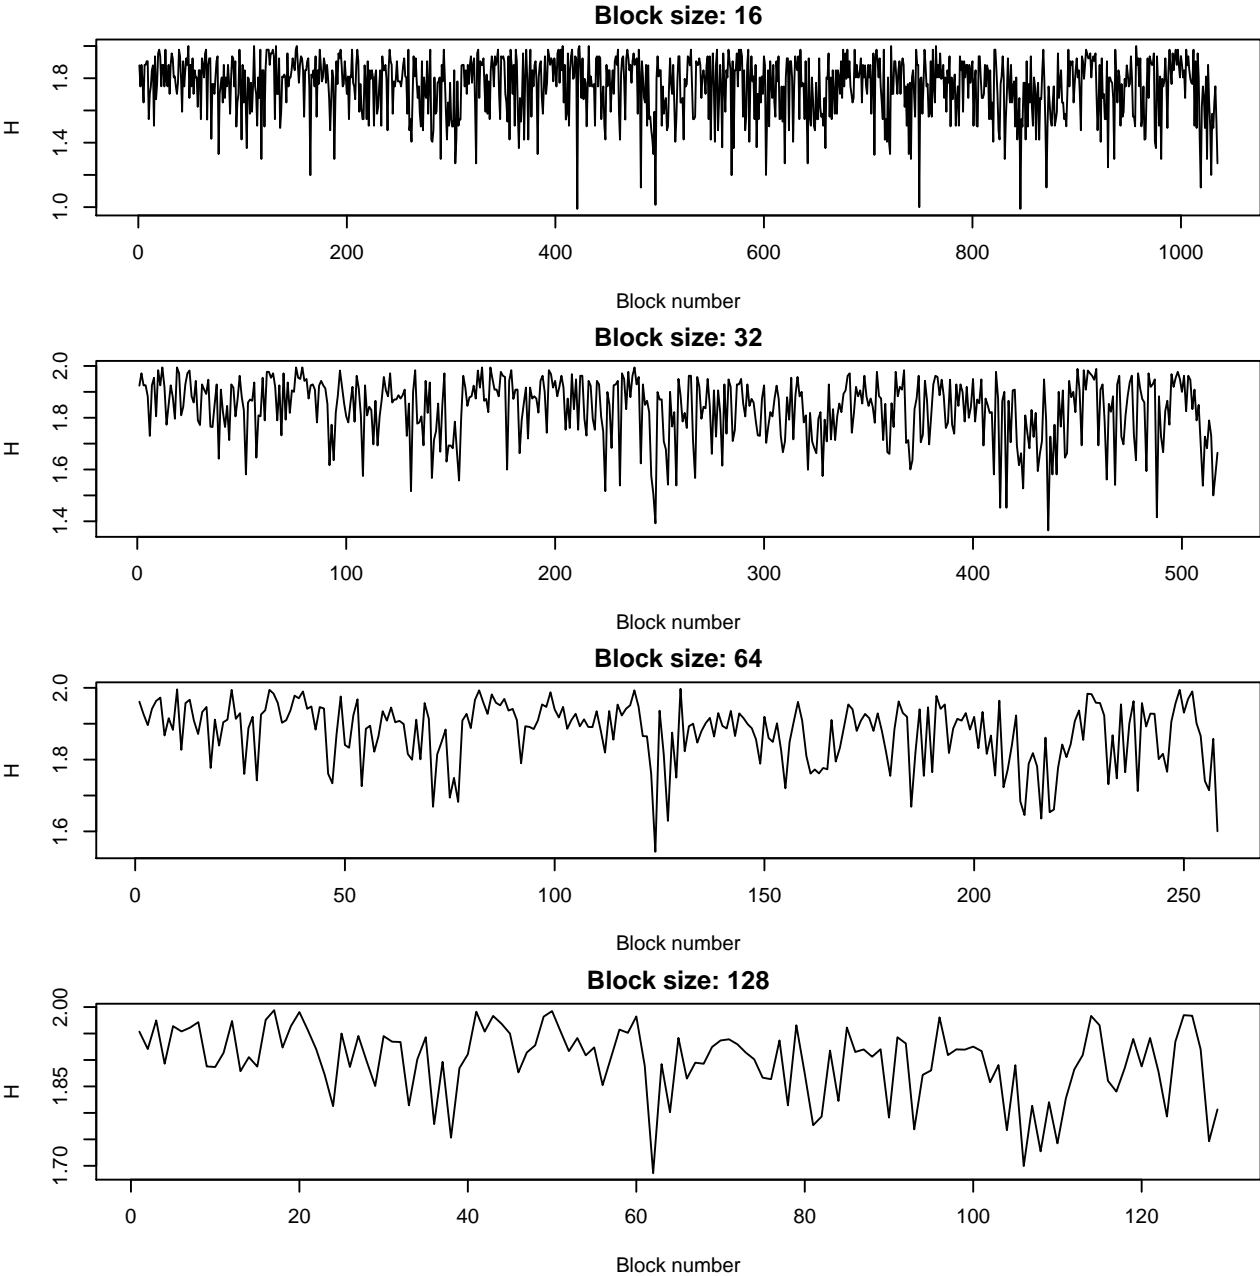 Block size: 16
H
1.8
1.4
1.0
0 200 400 600 800 1000
Block number
Block size: 32
H
2.0
1.8
1.6
1.4
0 100 200 300 400 500
Block number
Block size: 64
H
2.0
1.8
1.6
0 50 100 150 200 250
Block number
Block size: 128
H
2.00
1.85
1.70
0 20 40 60 80 100 120
Block number